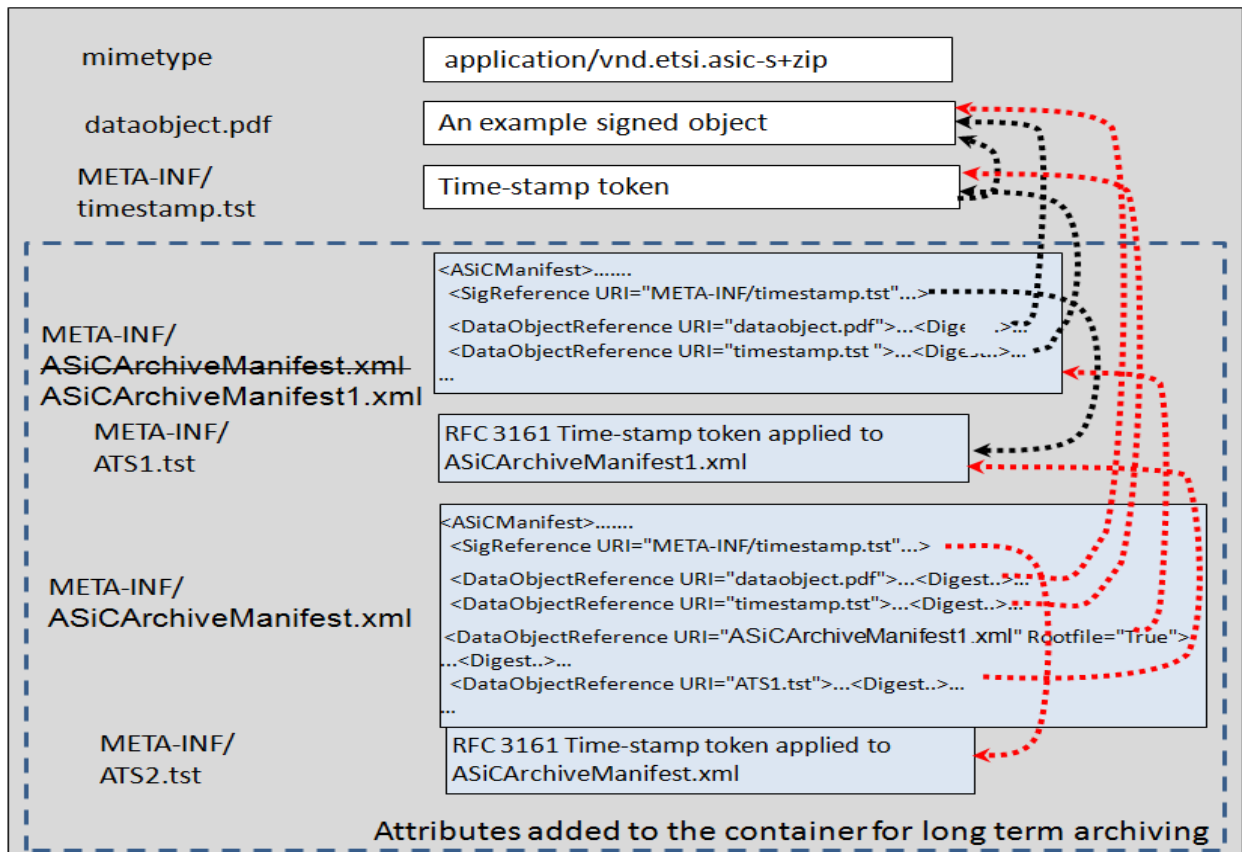 mimetype
application/vnd.etsi.asic-s+zip
dataobject.pdf
An example signed object
META-INF/
timestamp.tst
Time-stamp token
<ASiCManifest>.......
<SigReference URI="META-INF/timestamp.tst"...>
<DataObjectReference URI="dataobject.pdf">...<Dige ..>...
<DataObjectReference URI="timestamp.tst ">...<Digest..>...
...
META-INF/
ASiCArchiveManifest.xml
ASiCArchiveManifest1.xml
META-INF/
ATS1.tst
RFC 3161 Time-stamp token applied to
ASiCArchiveManifest1.xml
<ASiCManifest>.......
<SigReference URI="META-INF/timestamp.tst"...>
<DataObjectReference URI="dataobject.pdf">...<Digest..>...
<DataObjectReference URI="timestamp.tst">...<Digest..>...
<DataObjectReference URI="ASiCArchiveManifest1.xml" Rootfile="True">
...<Digest..>...
<DataObjectReference URI="ATS1.tst">...<Digest..>...
...
META-INF/
ASiCArchiveManifest.xml
META-INF/
ATS2.tst
RFC 3161 Time-stamp token applied to
ASiCArchiveManifest.xml
Attributes added to the container for long term archiving